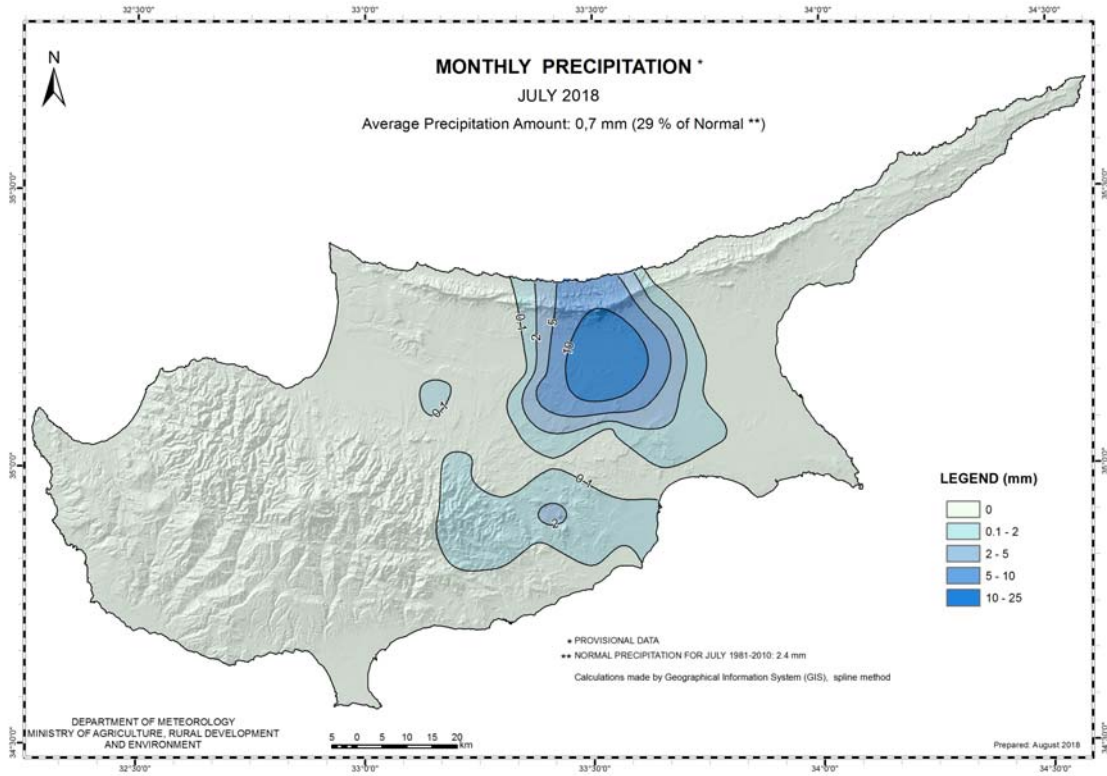 32°30'0" 33°0'0" 33°30'0" 34°0'0" 34°30'0"
N
MONTHLY PRECIPITATION *
JULY 2018
Average Precipitation Amount: 0,7 mm (29 % of Normal **)
35°30'0" 35°30'0"
0-1
2
5
10
0-1
35°0'0" 35°0'0"
0-1
2
LEGEND (mm)
0
0.1 - 2
2 - 5
5 - 10
10 - 25
* PROVISIONAL DATA
** NORMAL PRECIPITATION FOR JULY 1981-2010: 2.4 mm
Calculations made by Geographical Information System (GIS), spline method
DEPARTMENT OF METEOROLOGY
MINISTRY OF AGRICULTURE, RURAL DEVELOPMENT
AND ENVIRONMENT
5 0 5 10 15 20
km
Prepared: August 2018
34°30'0" 34°30'0"
32°30'0" 33°0'0" 33°30'0" 34°0'0" 34°30'0"